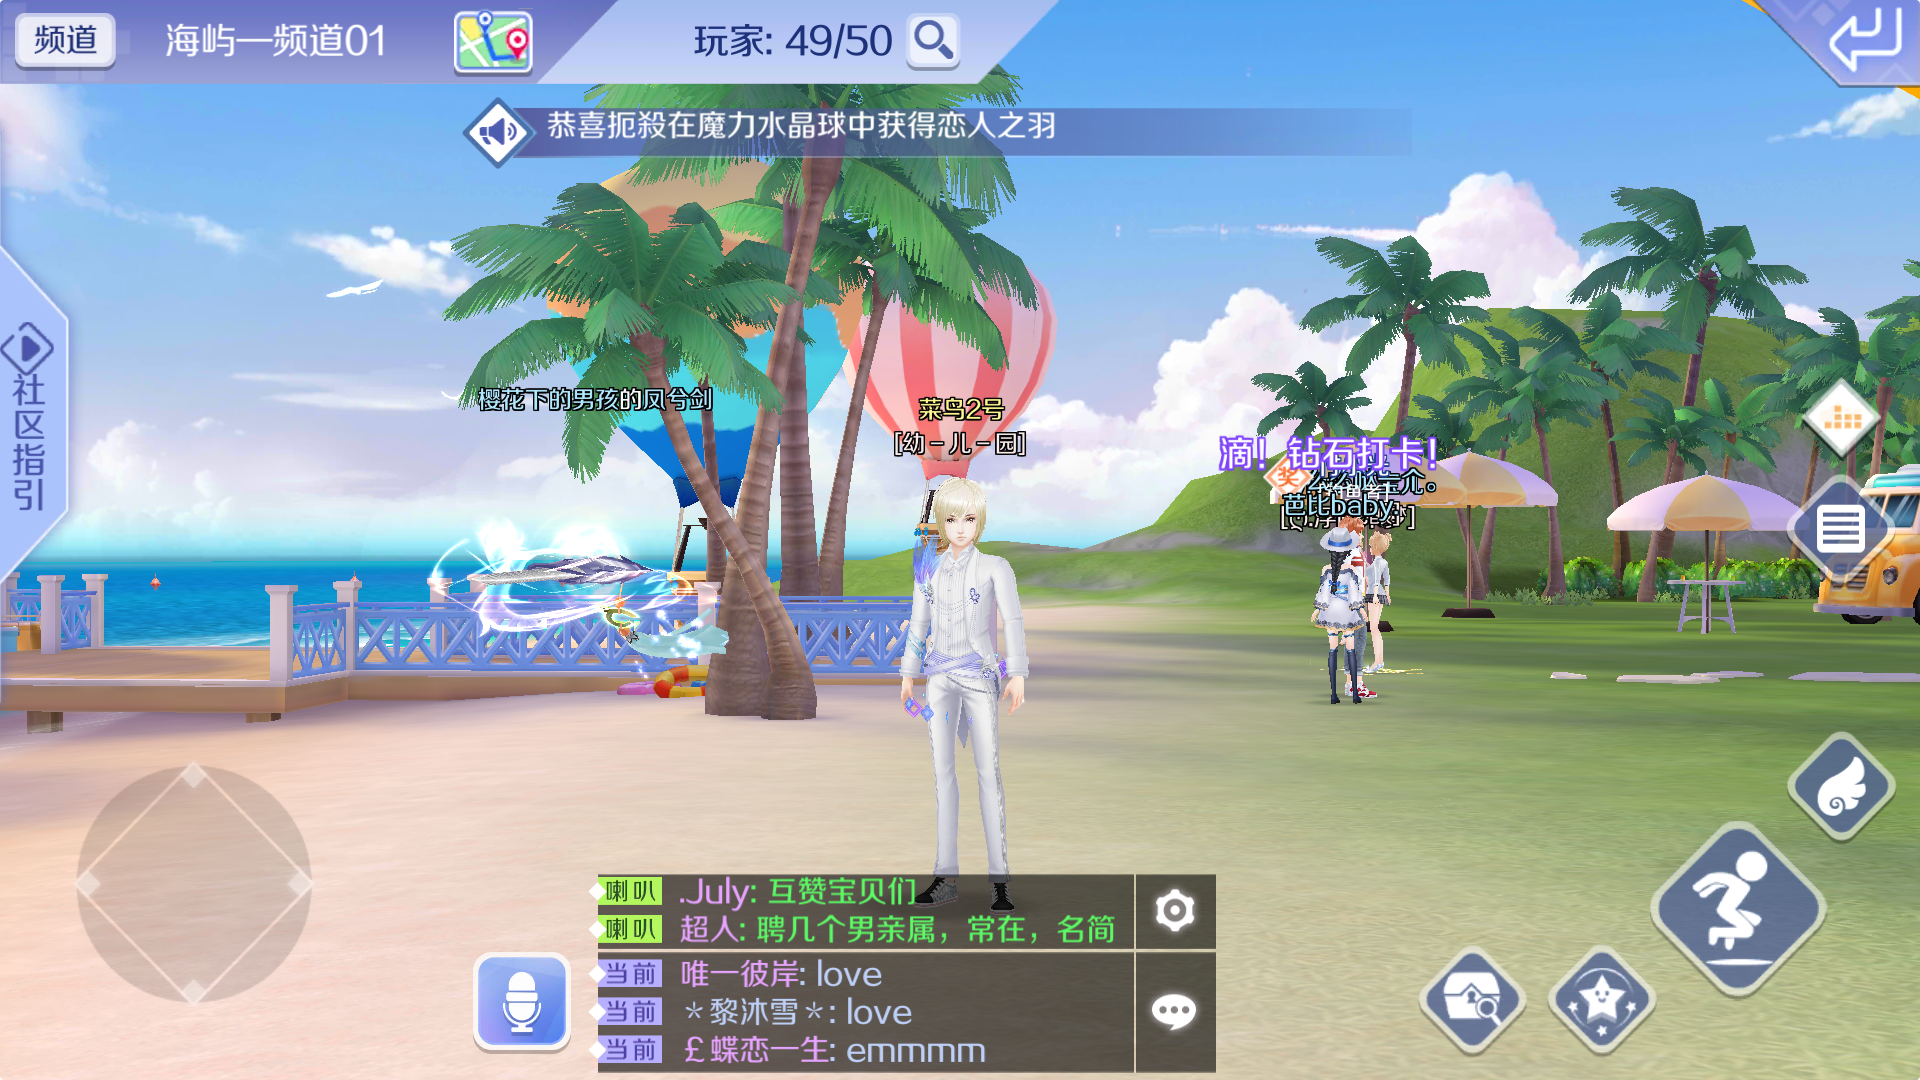 频道
海屿一频道01
玩家: 49/50
恭喜扼殺在魔力水晶球中获得恋人之羽
社区指引
樱花下的男孩的凤兮剑
菜鸟2号
[幼－儿－园]
滴！钻石打卡！
奖
芭比baby
喇叭 .July: 互赞宝贝们
喇叭 超人: 聘几个男亲属，常在，名简
当前 唯一彼岸: love
当前 ＊黎沐雪＊: love
当前 ￡蝶恋一生: emmmm